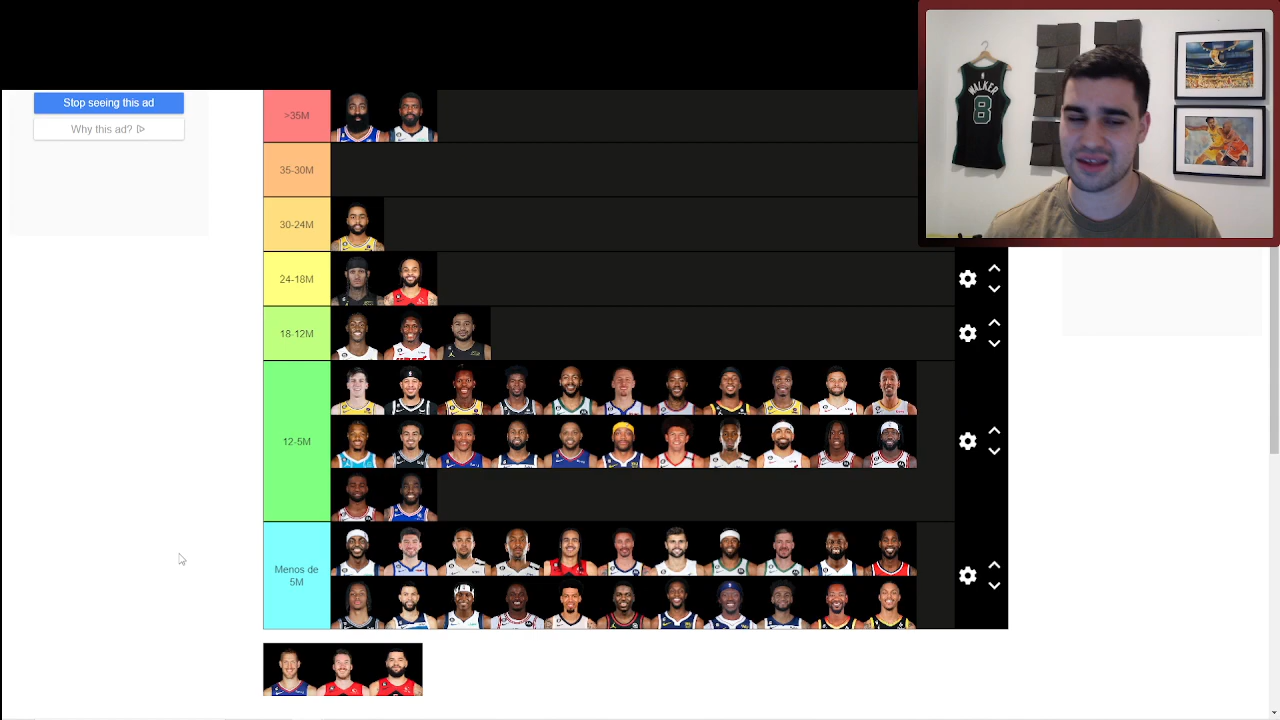 Stop seeing this ad
Why this ad?
>35M
35-30M
30-24M
24-18M
18-12M
12-5M
Menos de
5M
WALKER
8